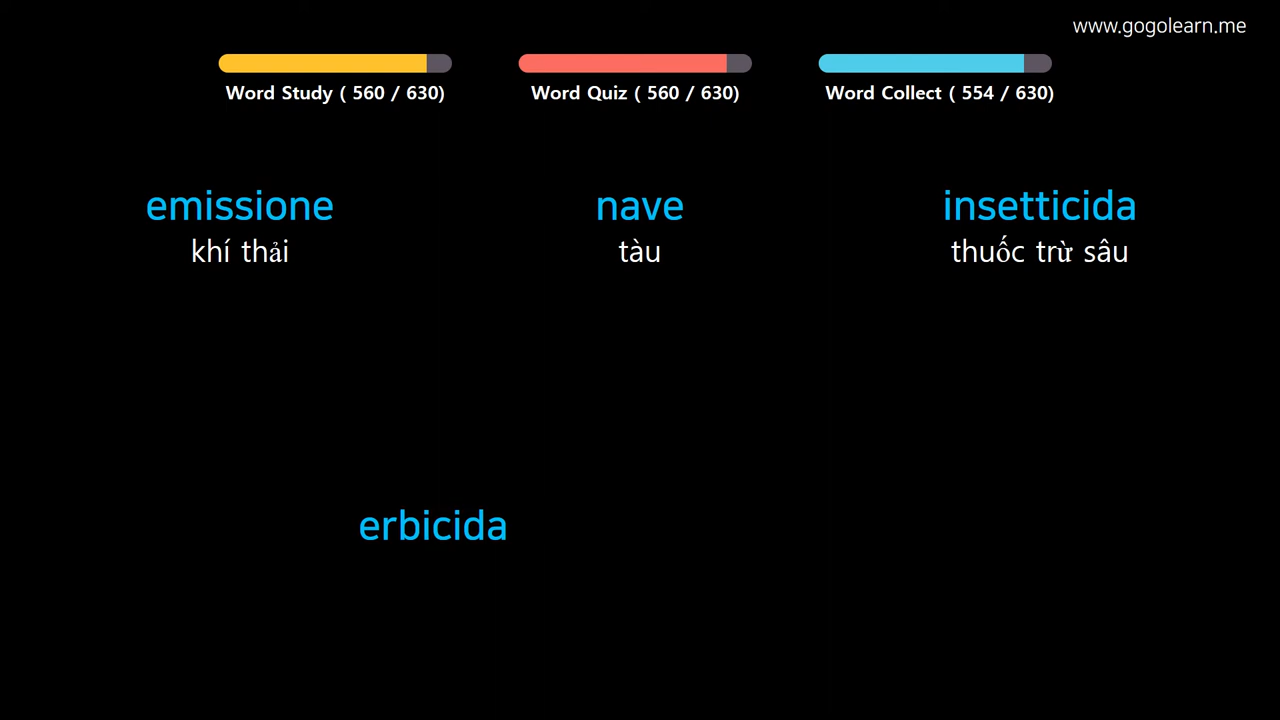 www.gogolearn.me
Word Study ( 560 / 630)
Word Quiz ( 560 / 630)
Word Collect ( 554 / 630)
emissione
khí thải
nave
tàu
insetticida
thuốc trừ sâu
erbicida